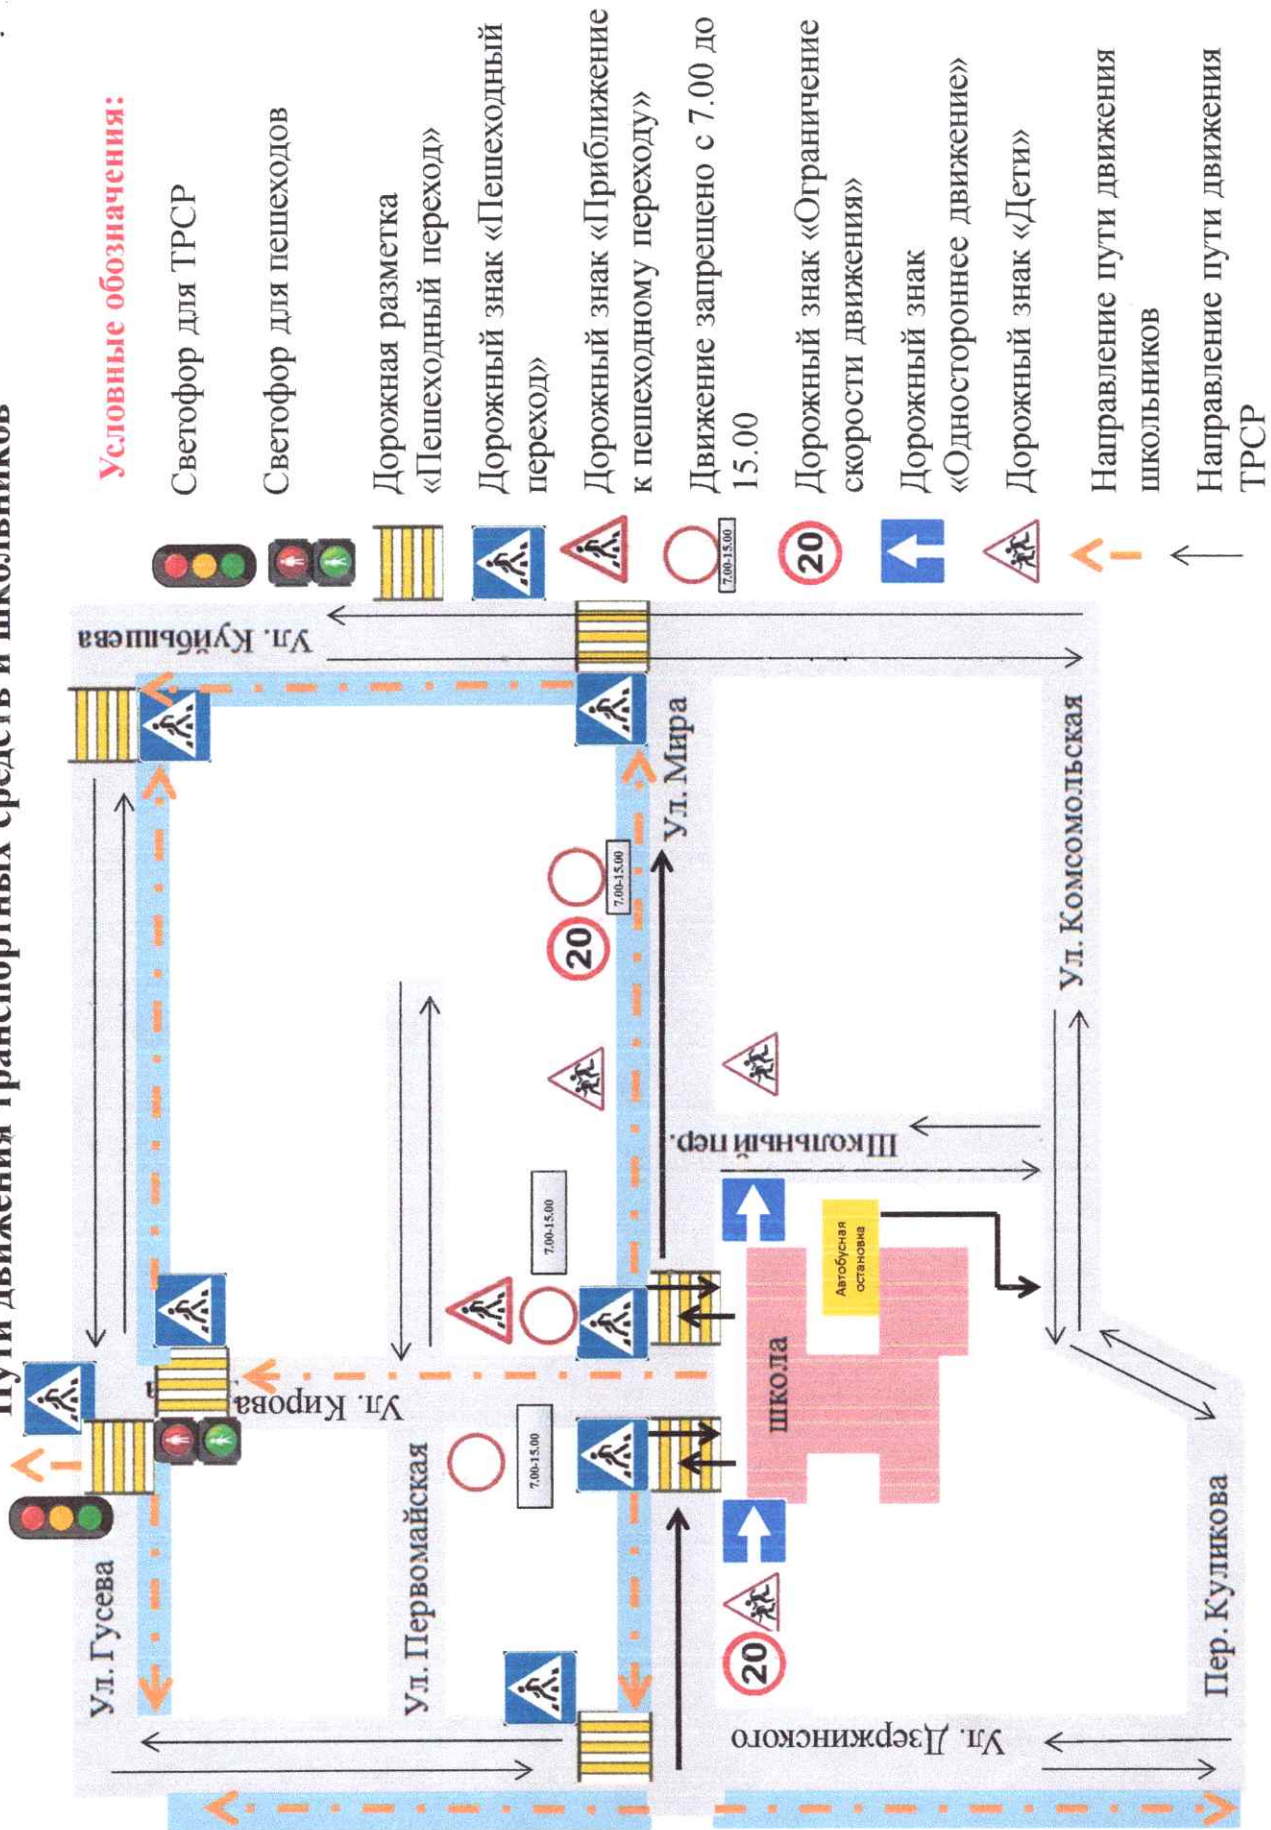 Пути движения транспортных средств и школьников
Условные обозначения:
Светофор для ТРСР
Светофор для пешеходов
Дорожная разметка
«Пешеходный переход»
Дорожный знак «Пешеходный
переход»
Дорожный знак «Приближение
к пешеходному переходу»
7.00-15.00
Движение запрещено с 7.00 до
15.00
20
Дорожный знак «Ограничение
скорости движения»
Дорожный знак
«Одностороннее движение»
Дорожный знак «Дети»
Направление пути движения
школьников
Направление пути движения
ТРСР
Ул. Гусева
Ул. Кирова
Ул. Куйбышева
Ул. Первомайская
7.00-15.00
7.00-15.00
20
7.00-15.00
Ул. Мира
Ул. Дзержинского
20
школа
Автобусная
остановка
Школьный пер.
Ул. Комсомольская
Пер. Куликова